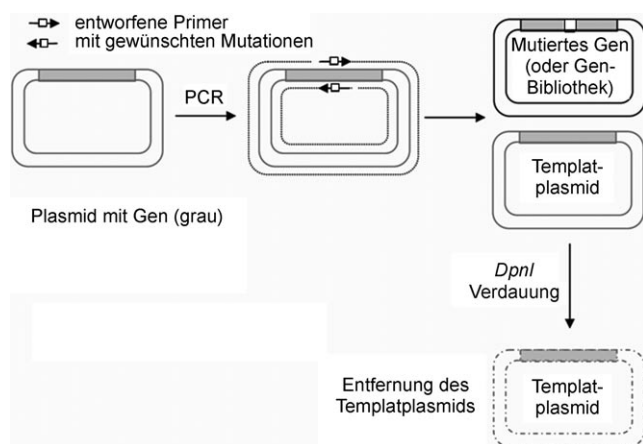 entworfene Primer
mit gewünschten Mutationen
PCR
Mutiertes Gen
(oder Gen-
Bibliothek)
Templat-
plasmid
Plasmid mit Gen (grau)
DpnI
Verdauung
Entfernung des
Templatplasmids
Templat-
plasmid